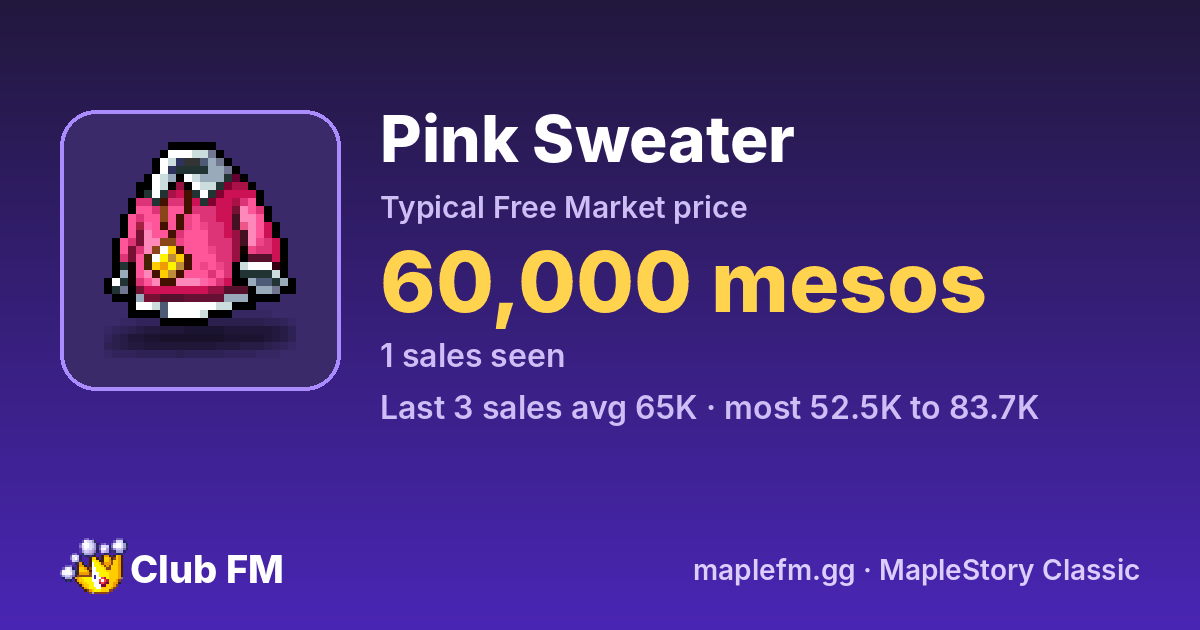 Pink Sweater
Typical Free Market price
60,000 mesos
1 sales seen
Last 3 sales avg 65K · most 52.5K to 83.7K
Club FM
maplefm.gg · MapleStory Classic